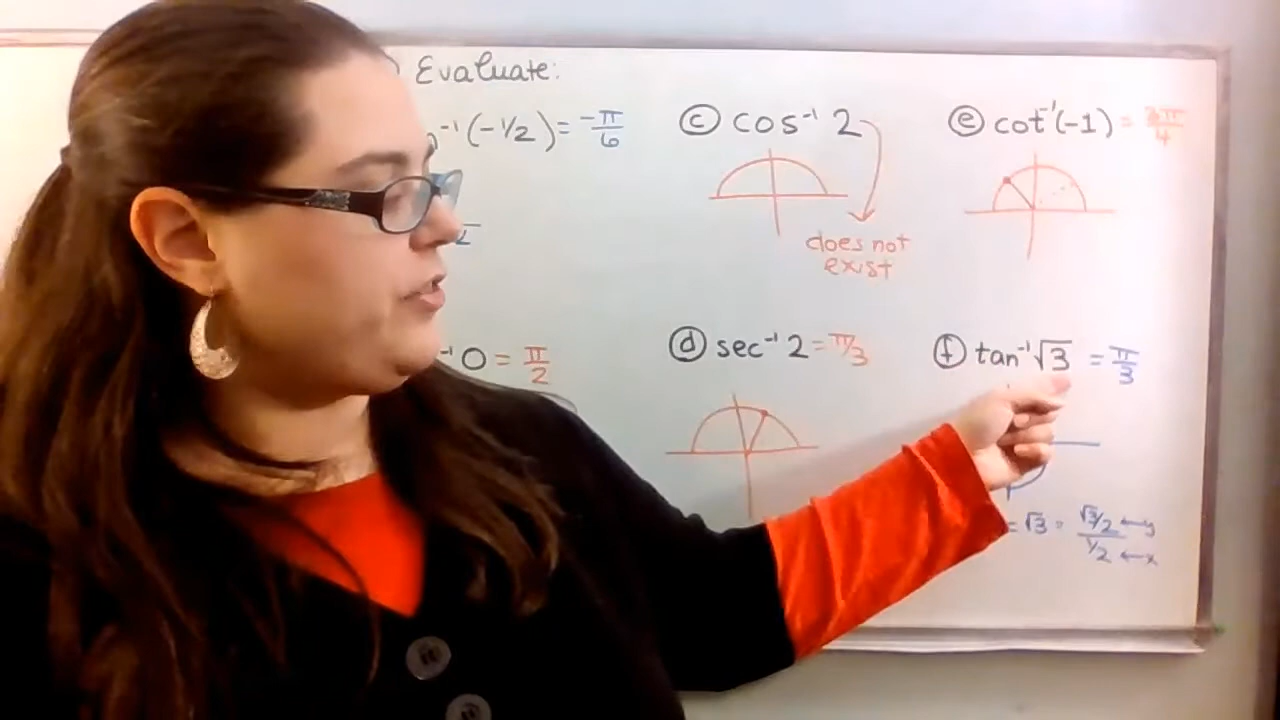 Evaluate:
⁻¹(-1/2) = -π/6
⁻¹ 0 = π/2
ⓒ cos⁻¹ 2
does not
exist
ⓓ sec⁻¹ 2 = π/3
ⓔ cot⁻¹(-1) = 3π/4
ⓕ tan⁻¹√3 = π/3
= √3 = √3/2 ← y
1/2 ← x